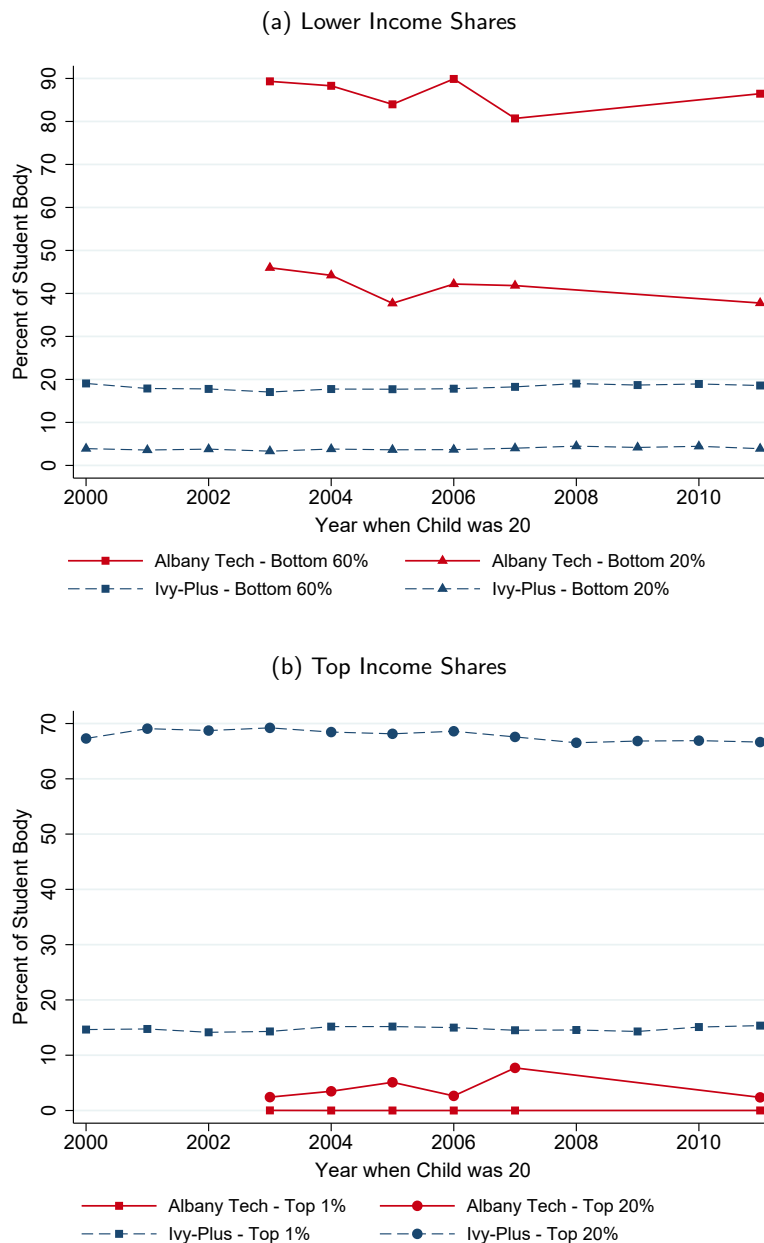 (a) Lower Income Shares
90
80
70
60
50
40
30
20
10
0
Percent of Student Body
2000 2002 2004 2006 2008 2010
Year when Child was 20
Albany Tech - Bottom 60% Albany Tech - Bottom 20%
Ivy-Plus - Bottom 60% Ivy-Plus - Bottom 20%
(b) Top Income Shares
70
60
50
40
30
20
10
0
Percent of Student Body
2000 2002 2004 2006 2008 2010
Year when Child was 20
Albany Tech - Top 1% Albany Tech - Top 20%
Ivy-Plus - Top 1% Ivy-Plus - Top 20%